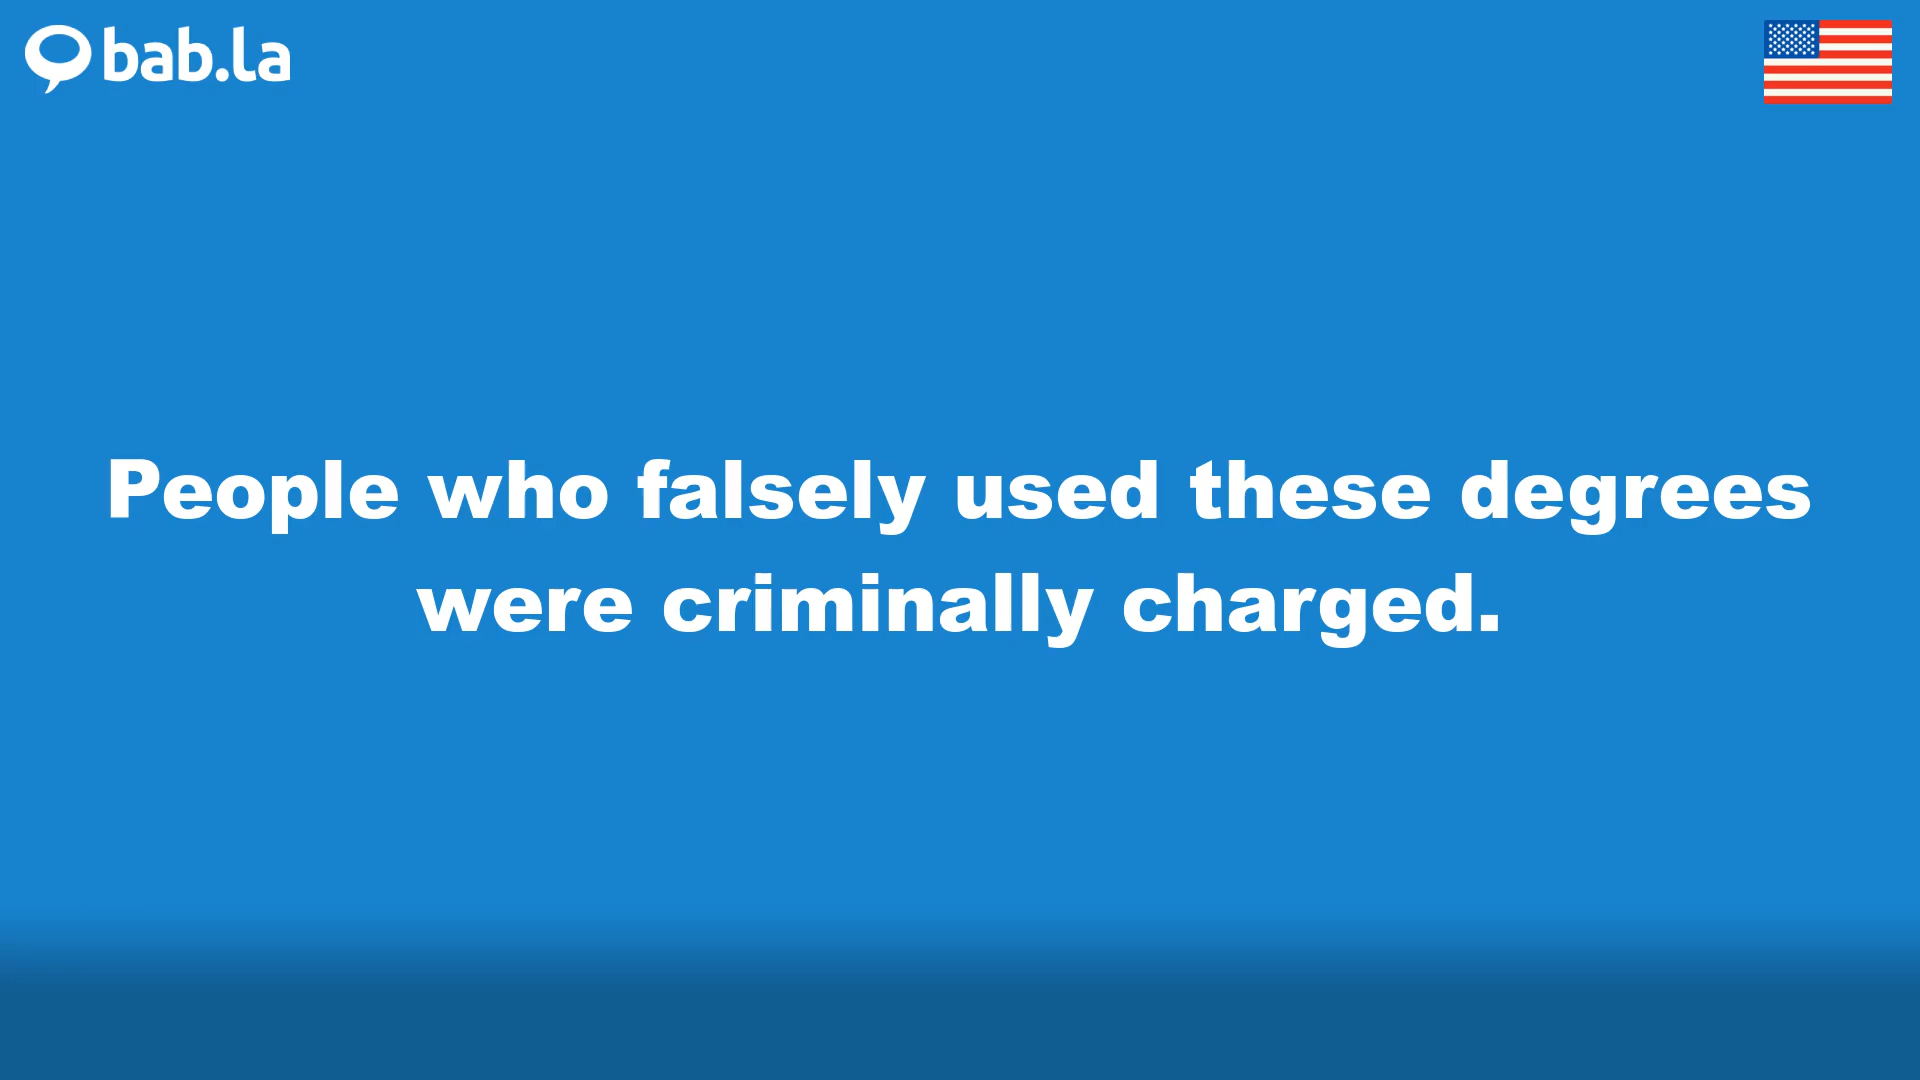 bab.la
People who falsely used these degrees
were criminally charged.